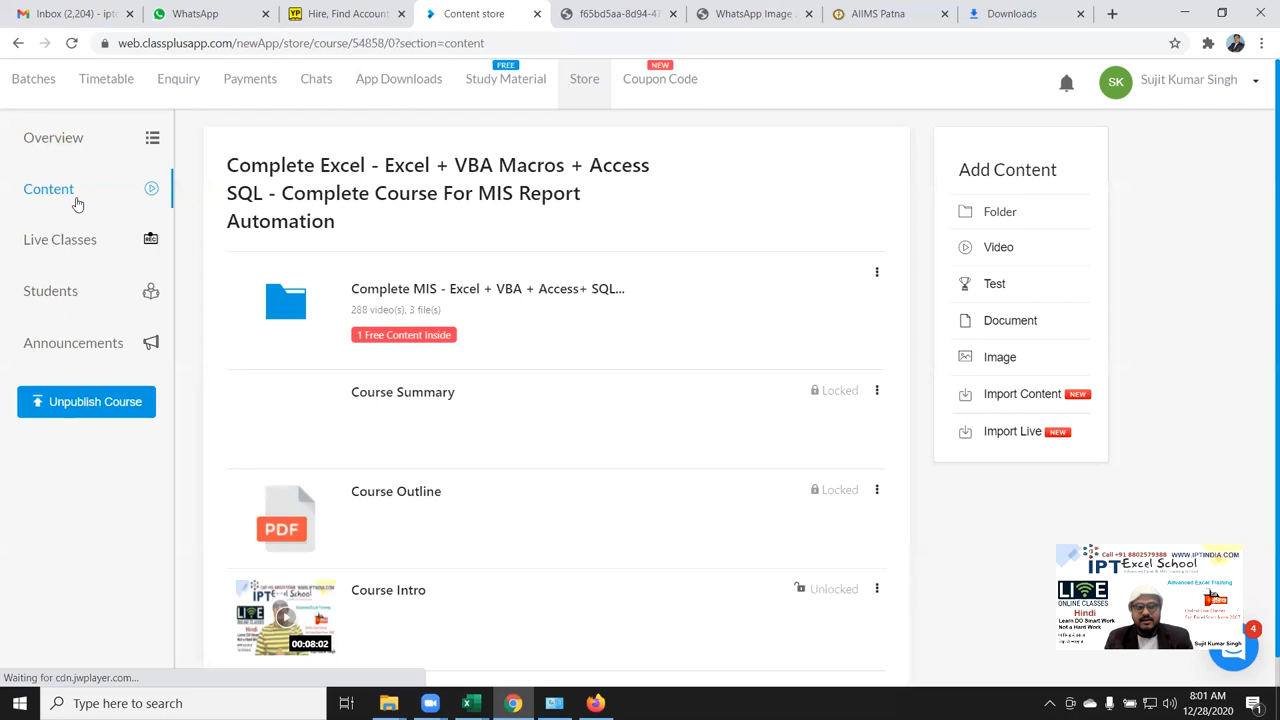 Inbox (2,204) - iptc
WhatsApp
Hire, Find and
Content store
f65bd5aa-8d94-47
WhatsApp Image
AIIMS Patna
Downloads
web.classplusapp.com/newApp/store/course/54858/0?section=content
FREE
NEW
Batches Timetable Enquiry Payments Chats App Downloads Study Material Store Coupon Code
SK Sujit Kumar Singh
Overview
Content
Live Classes
REC
Students
Announcements
Unpublish Course
Complete Excel - Excel + VBA Macros + Access
SQL - Complete Course For MIS Report
Automation
Complete MIS - Excel + VBA + Access+ SQL...
288 video(s), 3 file(s)
1 Free Content Inside
Course Summary
Locked
Course Outline
Locked
PDF
Course Intro
Unlocked
00:08:02
Add Content
Folder
Video
Test
Document
Image
Import Content NEW
Import Live NEW
Call +91 8802579388 WWW.IPTINDIA.COM
IPT Excel School
Advanced Excel Training
LIVE
ONLINE CLASSES
Hindi
Learn DO Smart Work
Not a Hard Work
Sujit Kumar Singh
4
Waiting for cdn.jwplayer.com...
Type here to search
8:01 AM
12/28/2020